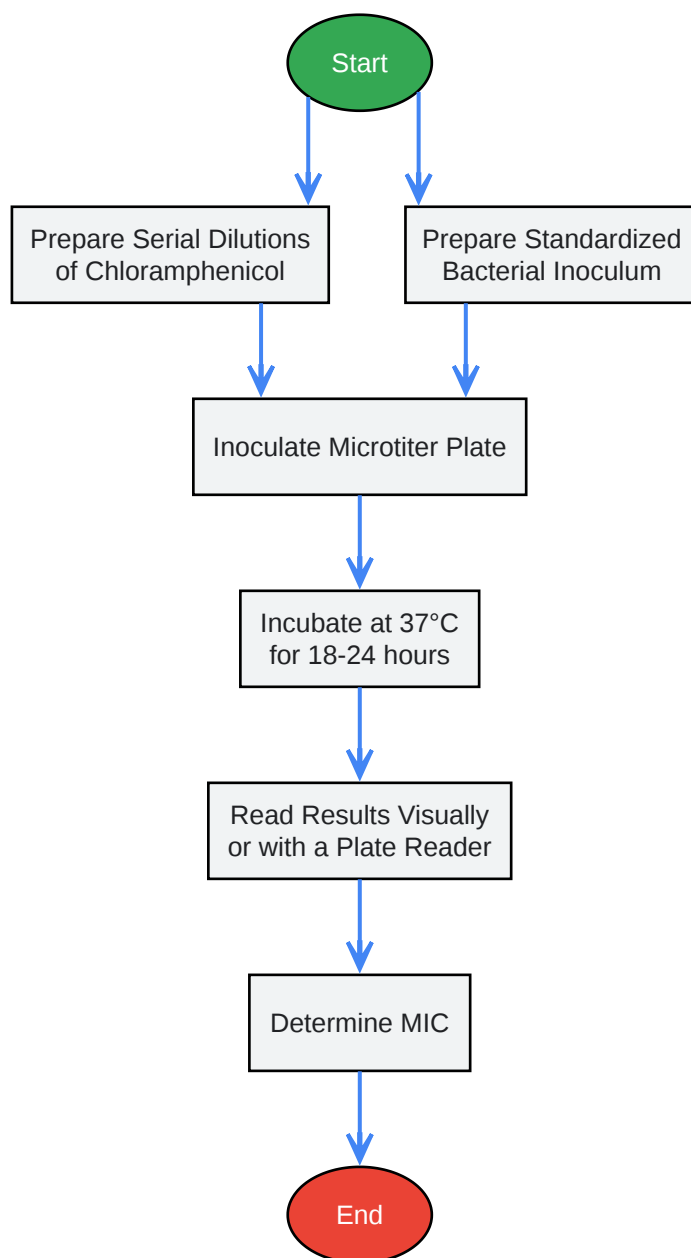 Start
Prepare Serial Dilutions
of Chloramphenicol
Prepare Standardized
Bacterial Inoculum
Inoculate Microtiter Plate
Incubate at 37°C
for 18-24 hours
Read Results Visually
or with a Plate Reader
Determine MIC
End